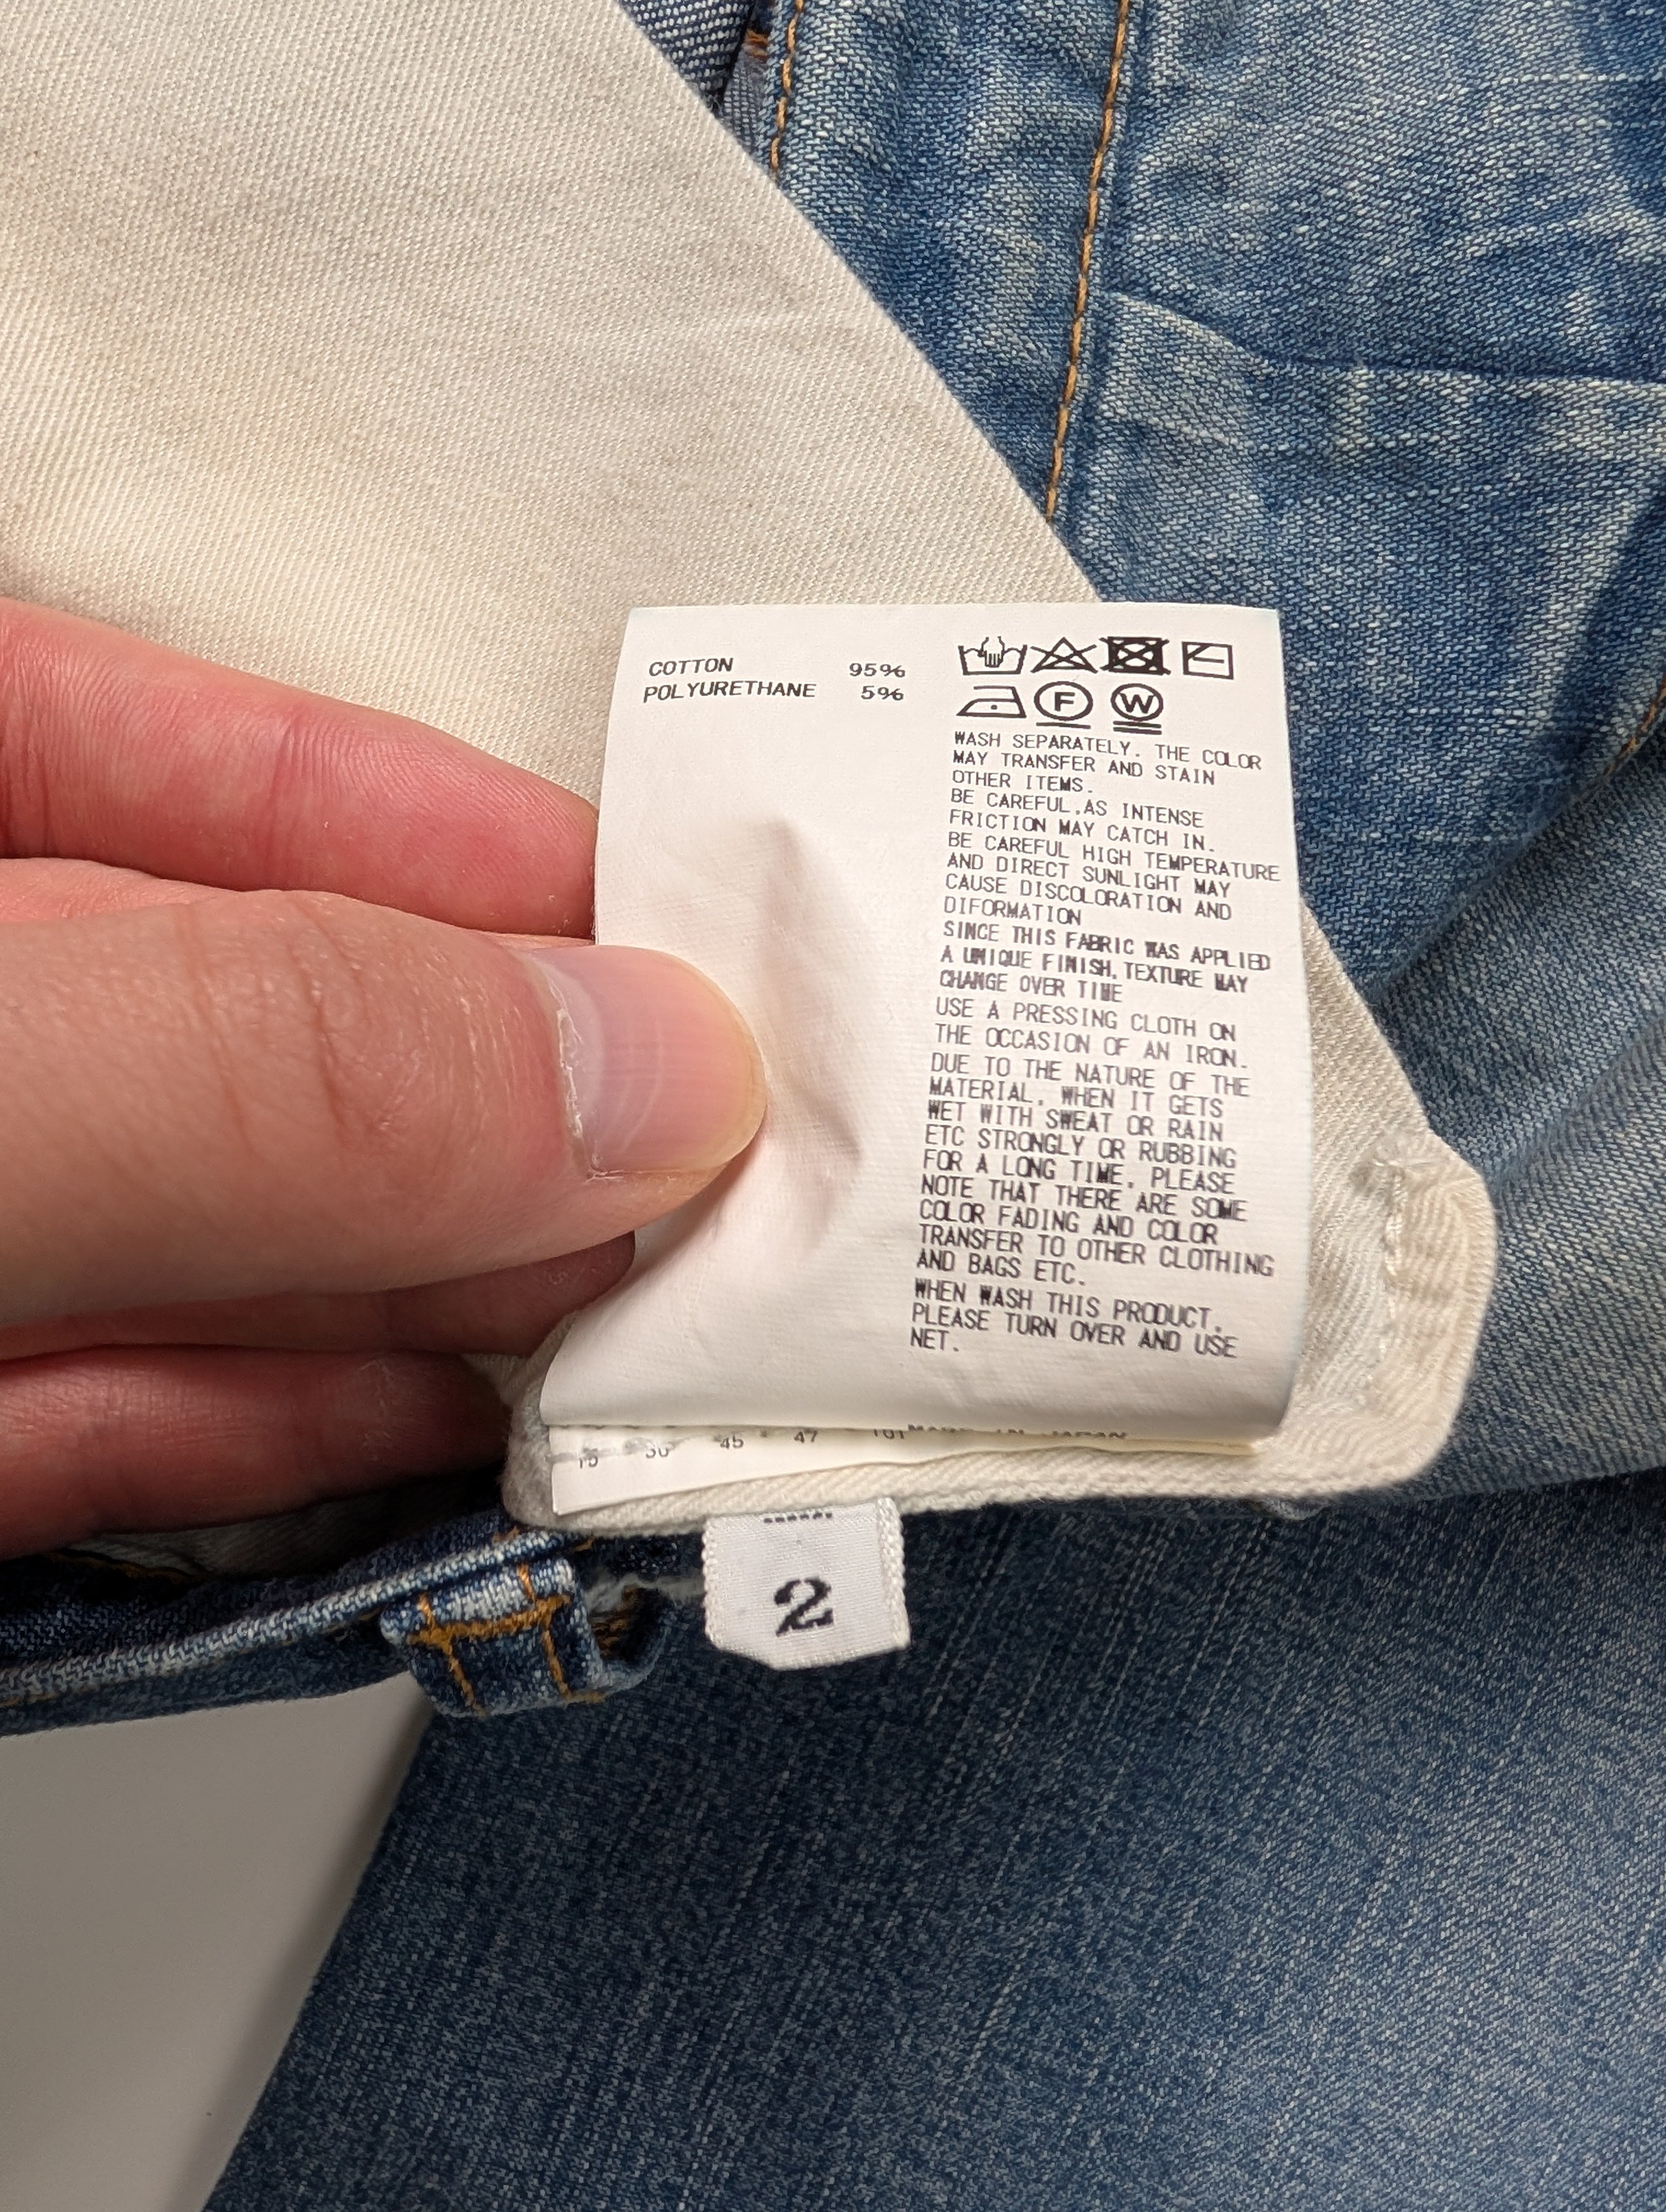 COTTON 95%
POLYURETHANE 5%
F W
WASH SEPARATELY. THE COLOR
MAY TRANSFER AND STAIN
OTHER ITEMS.
BE CAREFUL,AS INTENSE
FRICTION MAY CATCH IN.
BE CAREFUL HIGH TEMPERATURE
AND DIRECT SUNLIGHT MAY
CAUSE DISCOLORATION AND
DIFORMATION
SINCE THIS FABRIC WAS APPLIED
A UNIQUE FINISH, TEXTURE MAY
CHANGE OVER TIME
USE A PRESSING CLOTH ON
THE OCCASION OF AN IRON.
DUE TO THE NATURE OF THE
MATERIAL, WHEN IT GETS
WET WITH SWEAT OR RAIN
ETC STRONGLY OR RUBBING
FOR A LONG TIME, PLEASE
NOTE THAT THERE ARE SOME
COLOR FADING AND COLOR
TRANSFER TO OTHER CLOTHING
AND BAGS ETC.
WHEN WASH THIS PRODUCT,
PLEASE TURN OVER AND USE
NET.
45 47
2